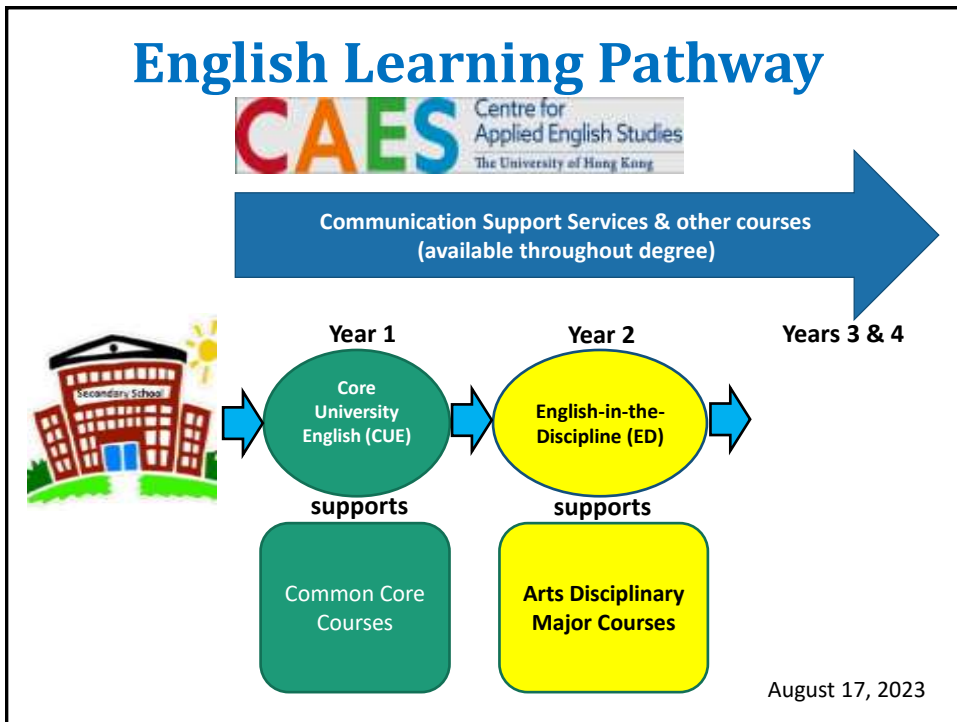 English Learning Pathway
CAES
Centre for
Applied English Studies
The University of Hong Kong
Communication Support Services & other courses
(available throughout degree)
Year 1
Year 2
Years 3 & 4
Secondary School
Core
University
English (CUE)
English-in-the-
Discipline (ED)
supports
supports
Common Core
Courses
Arts Disciplinary
Major Courses
August 17, 2023